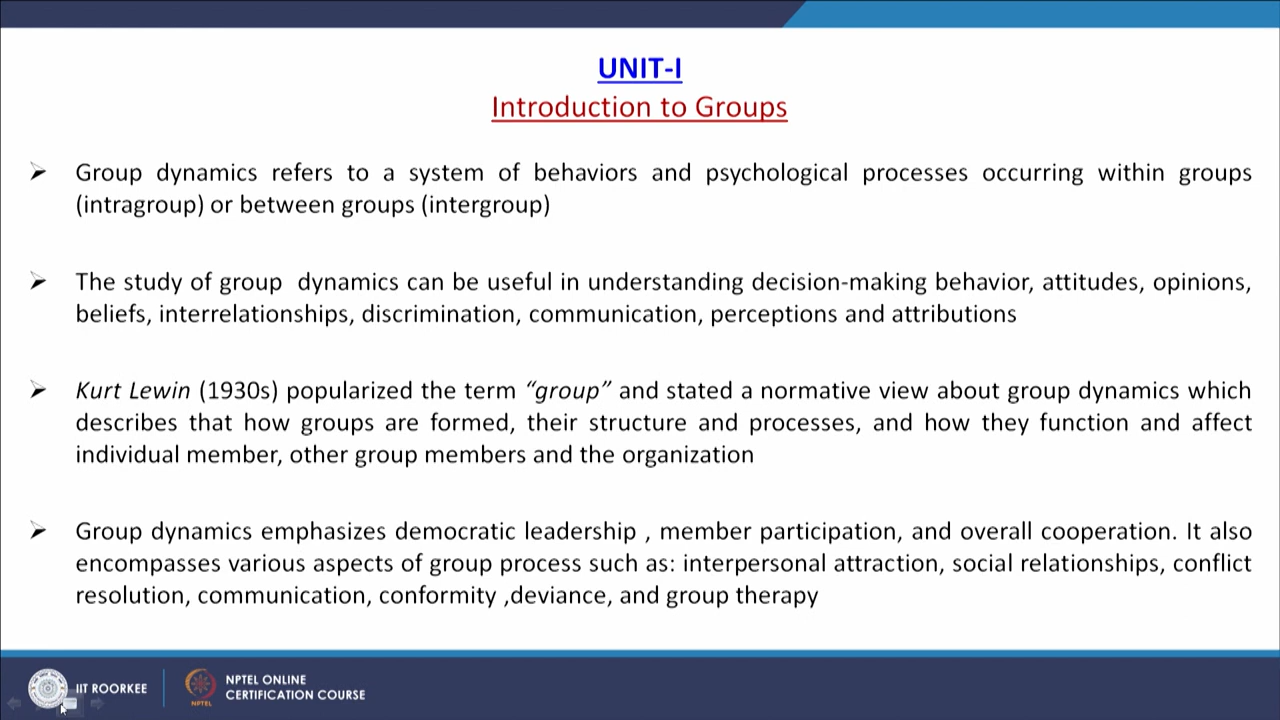 UNIT-I
Introduction to Groups
Group dynamics refers to a system of behaviors and psychological processes occurring within groups
(intragroup) or between groups (intergroup)
The study of group dynamics can be useful in understanding decision-making behavior, attitudes, opinions,
beliefs, interrelationships, discrimination, communication, perceptions and attributions
Kurt Lewin (1930s) popularized the term “group” and stated a normative view about group dynamics which
describes that how groups are formed, their structure and processes, and how they function and affect
individual member, other group members and the organization
Group dynamics emphasizes democratic leadership , member participation, and overall cooperation. It also
encompasses various aspects of group process such as: interpersonal attraction, social relationships, conflict
resolution, communication, conformity ,deviance, and group therapy
IIT ROORKEE
NPTEL
NPTEL ONLINE
CERTIFICATION COURSE